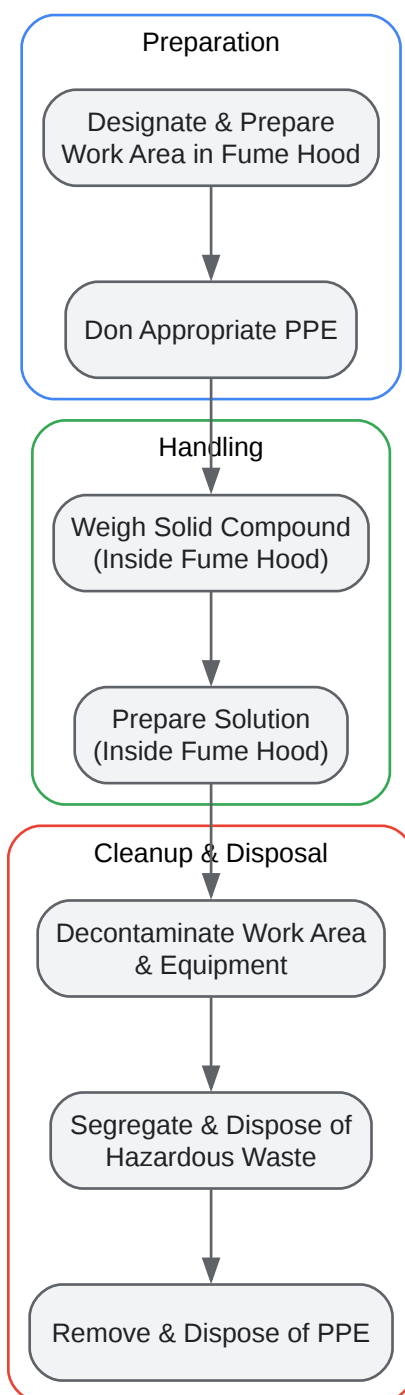 Preparation
Designate & Prepare
Work Area in Fume Hood
Don Appropriate PPE
Handling
Weigh Solid Compound
(Inside Fume Hood)
Prepare Solution
(Inside Fume Hood)
Cleanup & Disposal
Decontaminate Work Area
& Equipment
Segregate & Dispose of
Hazardous Waste
Remove & Dispose of PPE